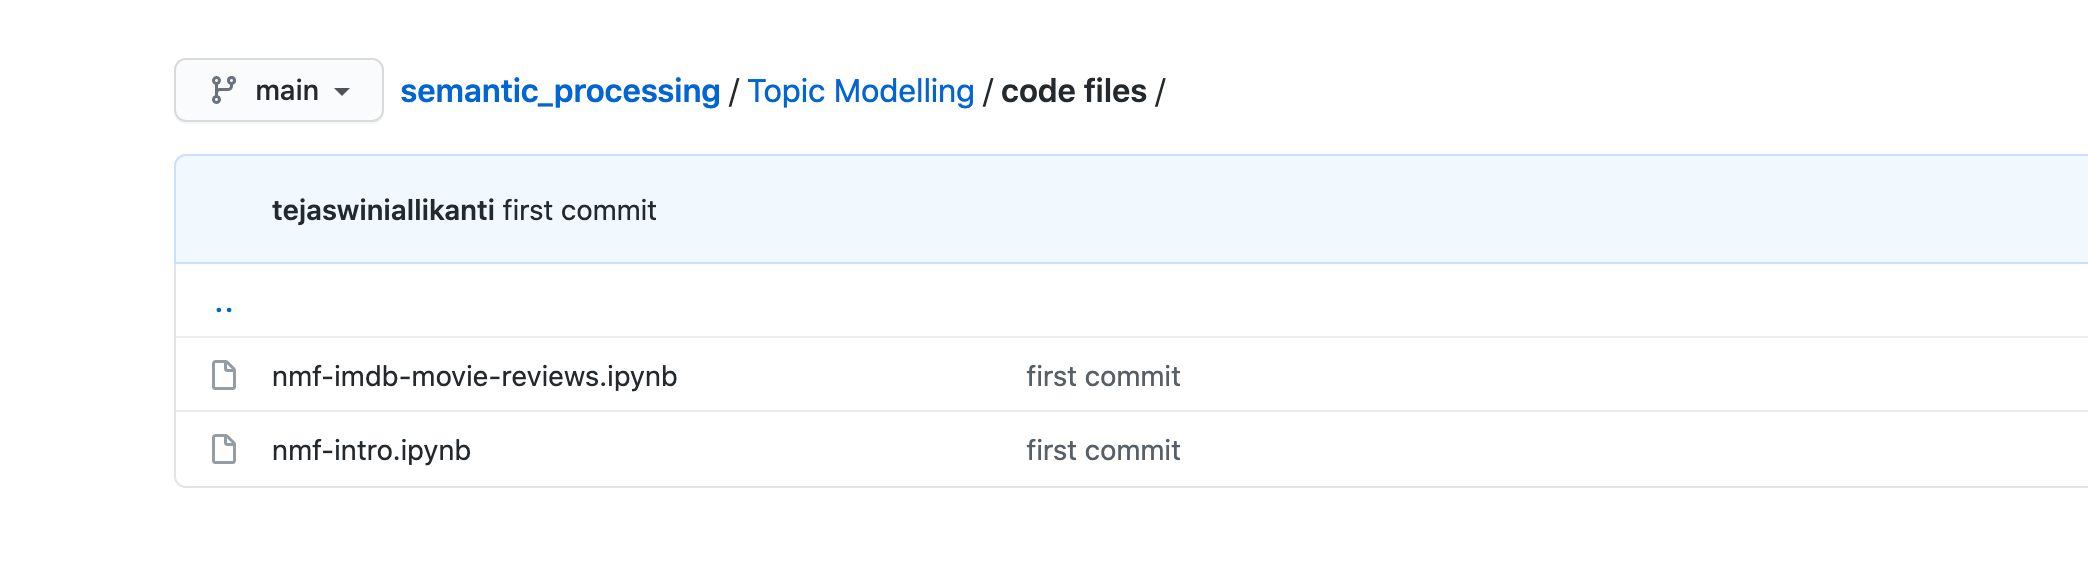 main semantic_processing / Topic Modelling / code files /
tejaswiniallikanti first commit
..
nmf-imdb-movie-reviews.ipynb first commit
nmf-intro.ipynb first commit